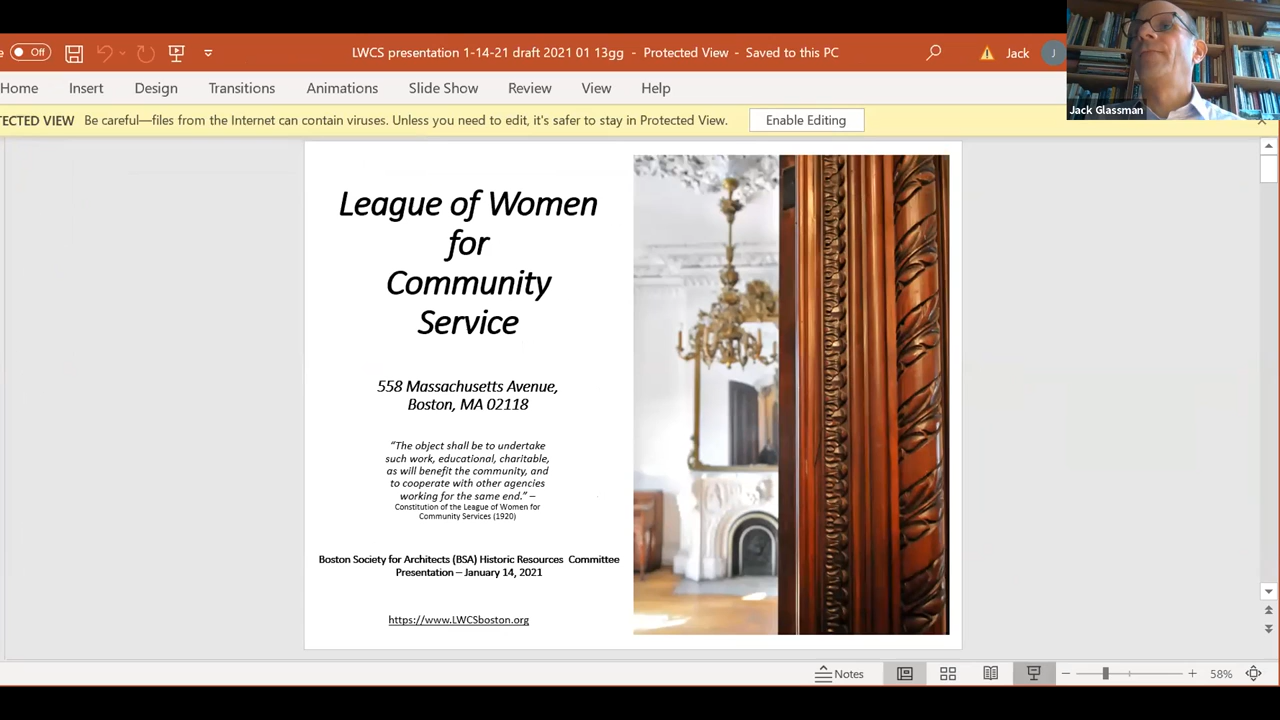 e Off LWCS presentation 1-14-21 draft 2021 01 13gg - Protected View - Saved to this PC Jack J
Home Insert Design Transitions Animations Slide Show Review View Help
Jack Glassman
TECTED VIEW Be careful—files from the Internet can contain viruses. Unless you need to edit, it's safer to stay in Protected View. Enable Editing
League of Women
for
Community
Service
558 Massachusetts Avenue,
Boston, MA 02118
“The object shall be to undertake
such work, educational, charitable,
as will benefit the community, and
to cooperate with other agencies
working for the same end.” –
Constitution of the League of Women for
Community Services (1920)
Boston Society for Architects (BSA) Historic Resources Committee
Presentation – January 14, 2021
https://www.LWCSboston.org
Notes 58%